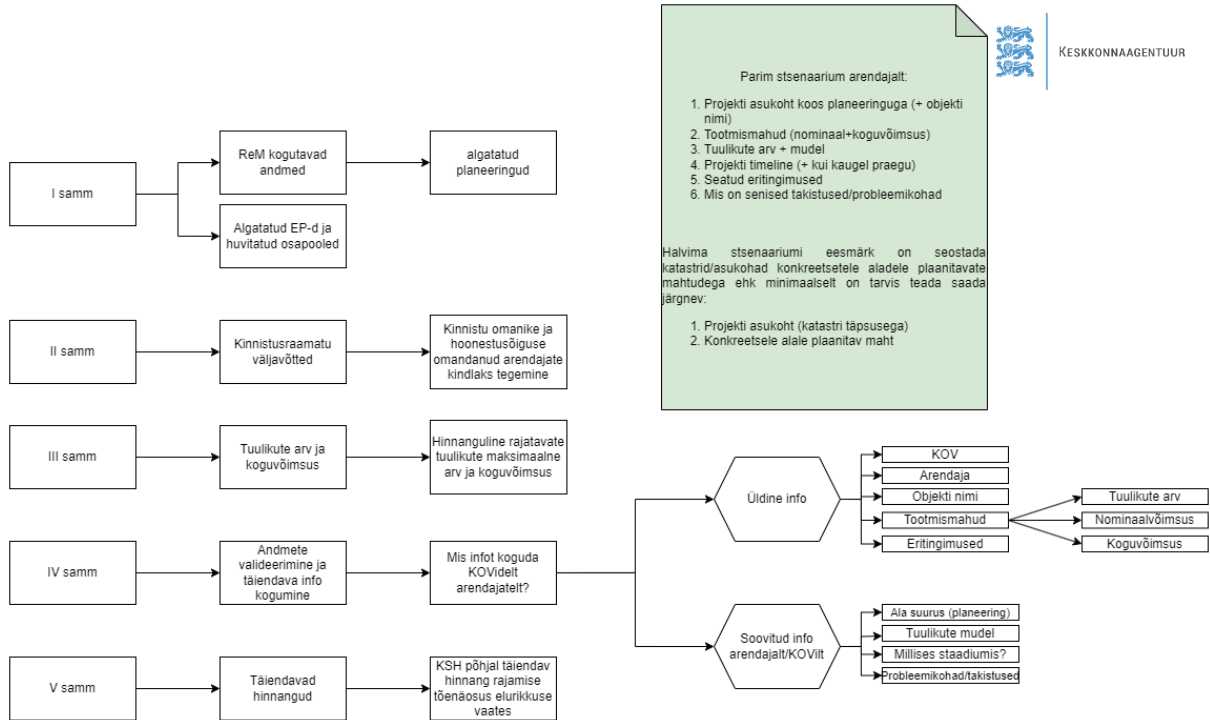 KESKKONNAAGENTUUR
Parim stsenaarium arendajalt:
1. Projekti asukoht koos planeeringuga (+ objekti
nimi)
2. Tootmismahud (nominaal+koguvõimsus)
3. Tuulikute arv + mudel
4. Projekti timeline (+ kui kaugel praegu)
5. Seatud eritingimused
6. Mis on senised takistused/probleemikohad
Halvima stsenaariumi eesmärk on seostada
katastrid/asukohad konkreetsetele aladele plaanitavate
mahtudega ehk minimaalselt on tarvis teada saada
järgnev:
1. Projekti asukoht (katastri täpsusega)
2. Konkreetsele alale plaanitav maht
I samm
ReM kogutavad
andmed
algatatud
planeeringud
Algatatud EP-d ja
huvitatud osapooled
II samm
Kinnistusraamatu
väljavõtted
Kinnistu omanike ja
hoonestusõiguse
omandanud arendajate
kindlaks tegemine
III samm
Tuulikute arv ja
koguvõimsus
Hinnanguline rajatavate
tuulikute maksimaalne
arv ja koguvõimsus
IV samm
Andmete
valideerimine ja
täiendava info
kogumine
Mis infot koguda
KOVidelt
arendajatelt?
Üldine info
KOV
Arendaja
Objekti nimi
Tootmismahud
Eritingimused
Tuulikute arv
Nominaalvõimsus
Koguvõimsus
Soovitud info
arendajalt/KOVilt
Ala suurus (planeering)
Tuulikute mudel
Millises staadiumis?
Probleemikohad/takistused
V samm
Täiendavad
hinnangud
KSH põhjal täiendav
hinnang rajamise
tõenäosus elurikkuse
vaates